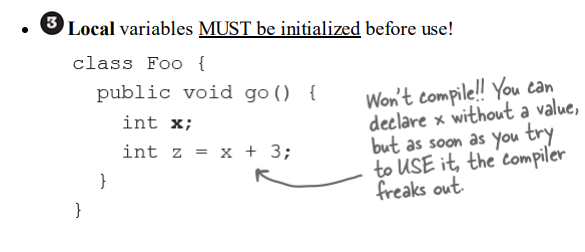 • 3 Local variables MUST be initialized before use!
class Foo {
public void go() {
int x;
int z = x + 3;
}
}
Won't compile!! You can
declare x without a value,
but as soon as you try
to USE it, the compiler
freaks out.